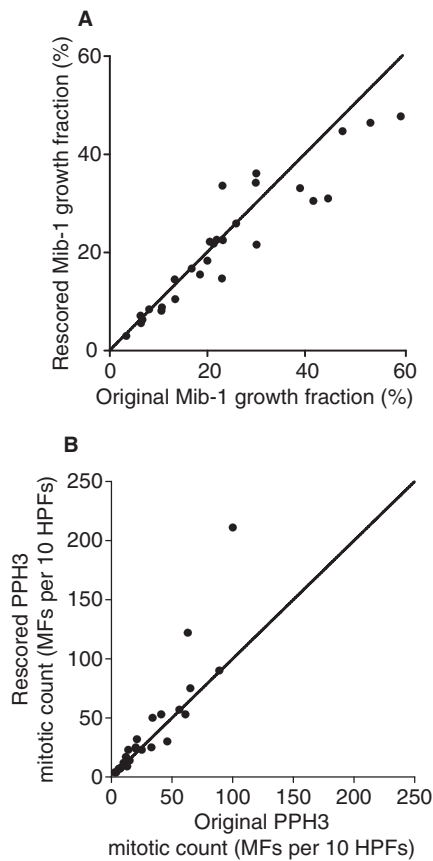 A
Rescored Mib-1 growth fraction (%)
60
40
20
0
0 20 40 60
Original Mib-1 growth fraction (%)
B
Rescored PPH3
mitotic count (MFs per 10 HPFs)
250
200
150
100
50
0
0 50 100 150 200 250
Original PPH3
mitotic count (MFs per 10 HPFs)